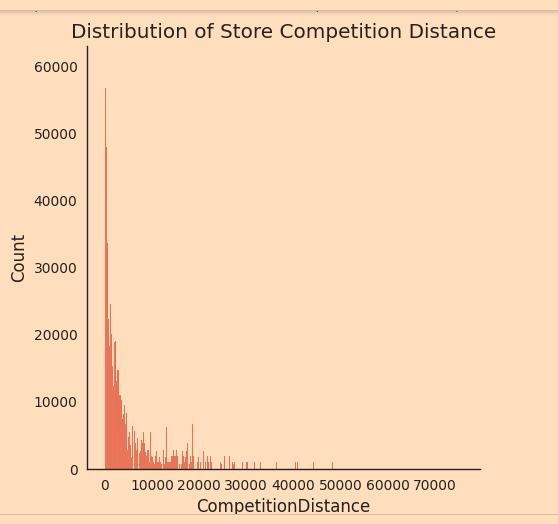 Distribution of Store Competition Distance
60000
50000
40000
30000
20000
10000
0
Count
0 10000 20000 30000 40000 50000 60000 70000
CompetitionDistance